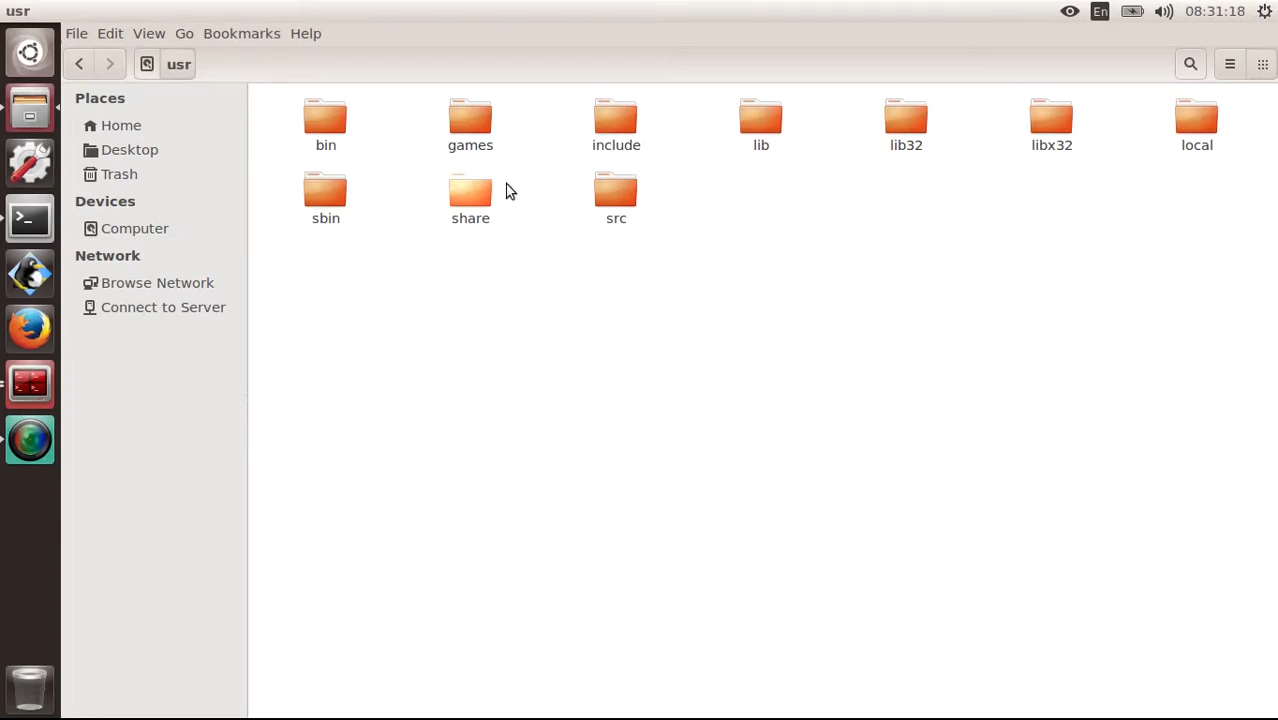 usr
En
08:31:18
File Edit View Go Bookmarks Help
usr
Places
Home
Desktop
Trash
Devices
Computer
Network
Browse Network
Connect to Server
bin games include lib lib32 libx32 local
sbin share src